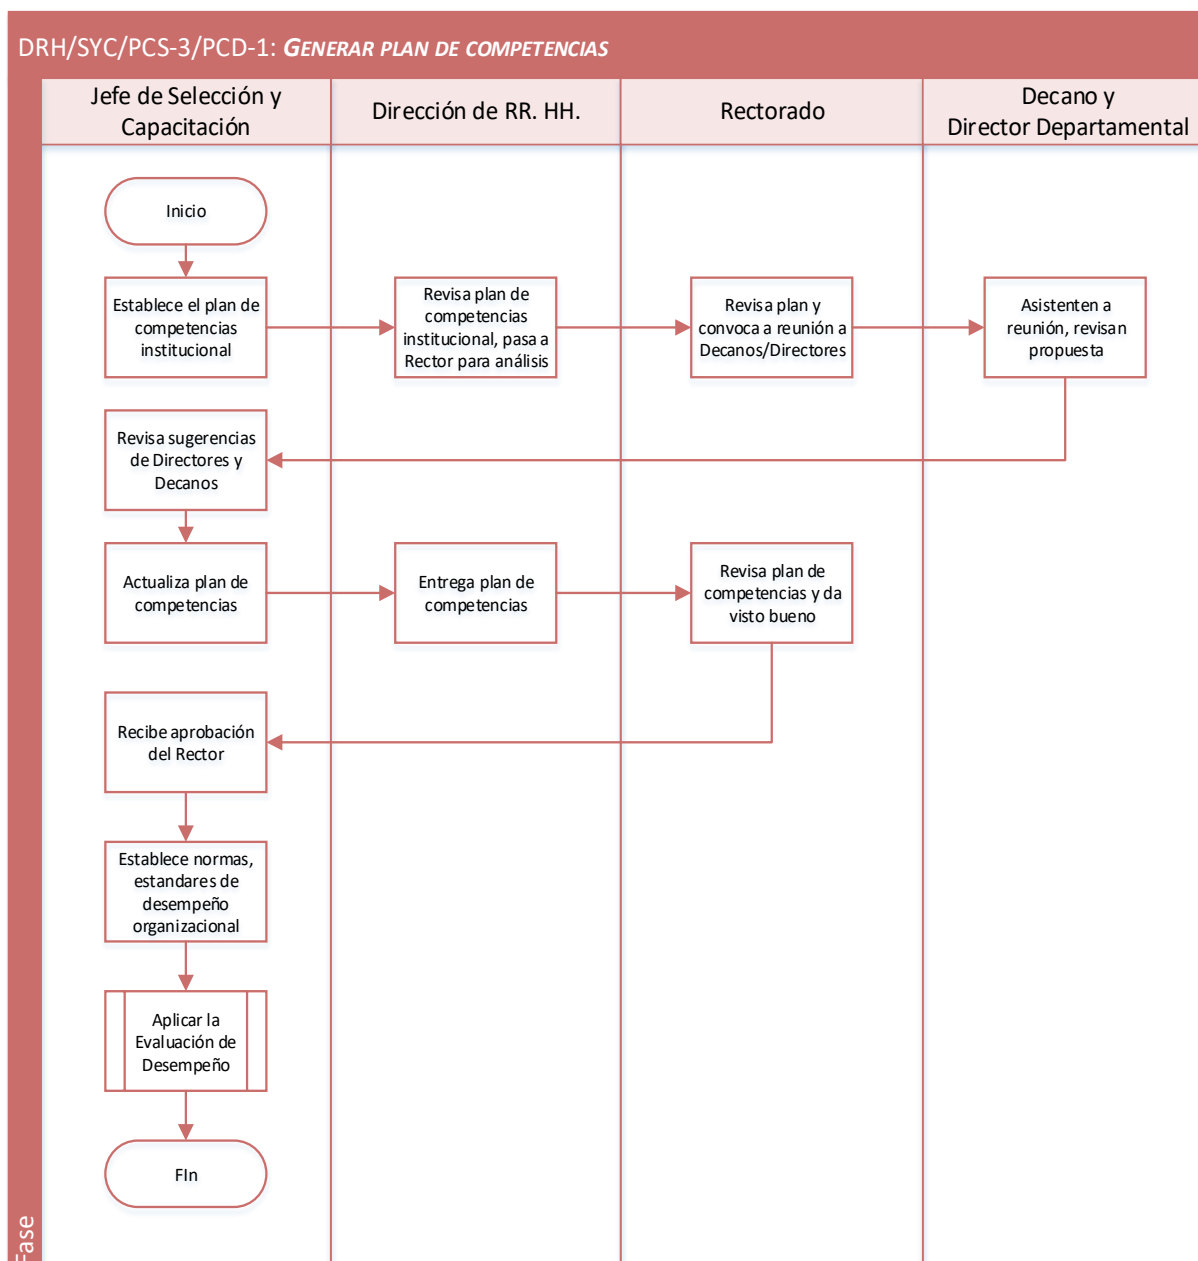 DRH/SYC/PCS-3/PCD-1: GENERAR PLAN DE COMPETENCIAS
Jefe de Selección y
Capacitación
Dirección de RR. HH.
Rectorado
Decano y
Director Departamental
Inicio
Establece el plan de
competencias
institucional
Revisa plan de
competencias
institucional, pasa a
Rector para análisis
Revisa plan y
convoca a reunión a
Decanos/Directores
Asistenten a
reunión, revisan
propuesta
Revisa sugerencias
de Directores y
Decanos
Actualiza plan de
competencias
Entrega plan de
competencias
Revisa plan de
competencias y da
visto bueno
Recibe aprobación
del Rector
Establece normas,
estandares de
desempeño
organizacional
Aplicar la
Evaluación de
Desempeño
FIn
Fase